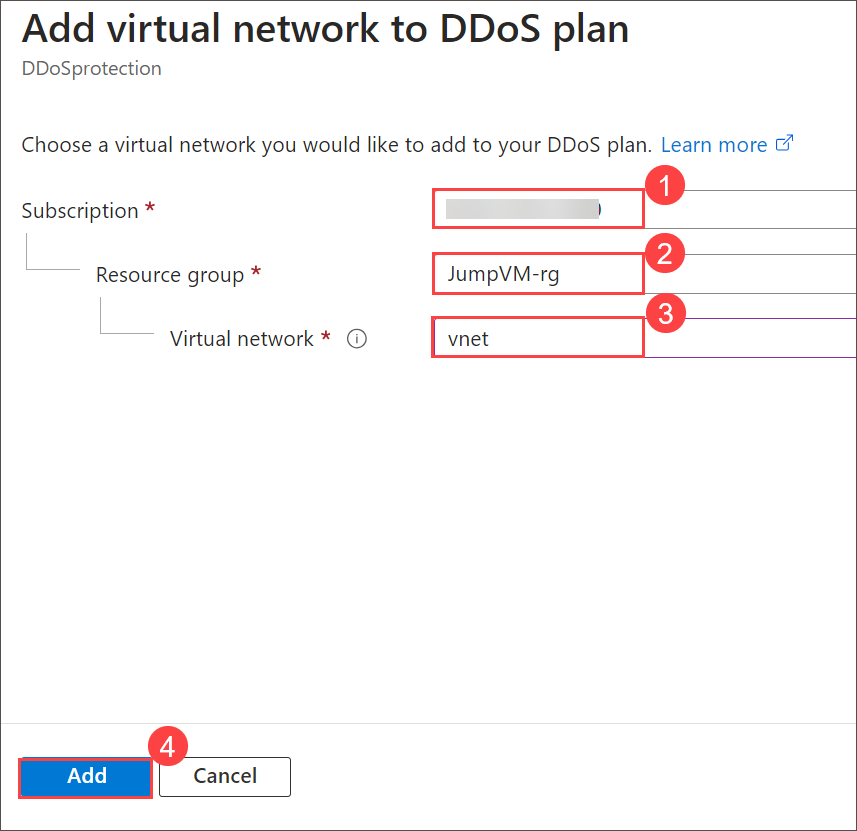 Add virtual network to DDoS plan
DDoSprotection
Choose a virtual network you would like to add to your DDoS plan. Learn more
1
Subscription *
2
Resource group * JumpVM-rg
3
Virtual network * vnet
4
Add Cancel